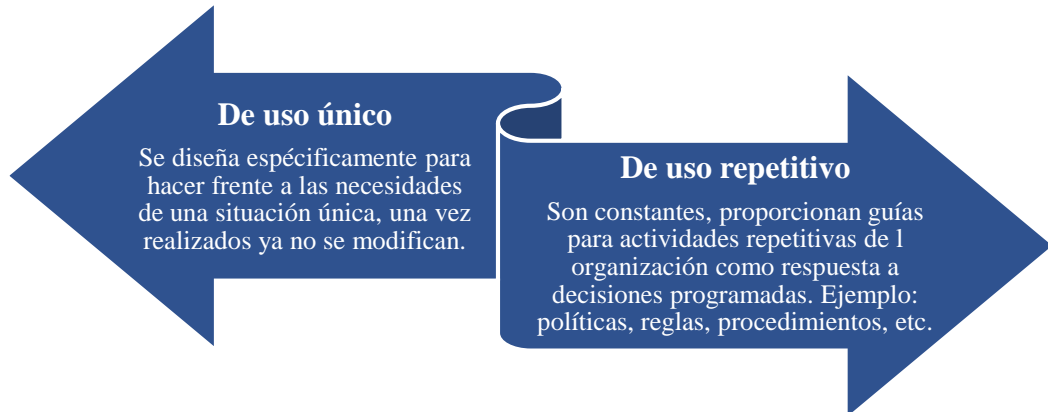 De uso único
Se diseña espécificamente para
hacer frente a las necesidades
de una situación única, una vez
realizados ya no se modifican.
De uso repetitivo
Son constantes, proporcionan guías
para actividades repetitivas de l
organización como respuesta a
decisiones programadas. Ejemplo:
políticas, reglas, procedimientos, etc.